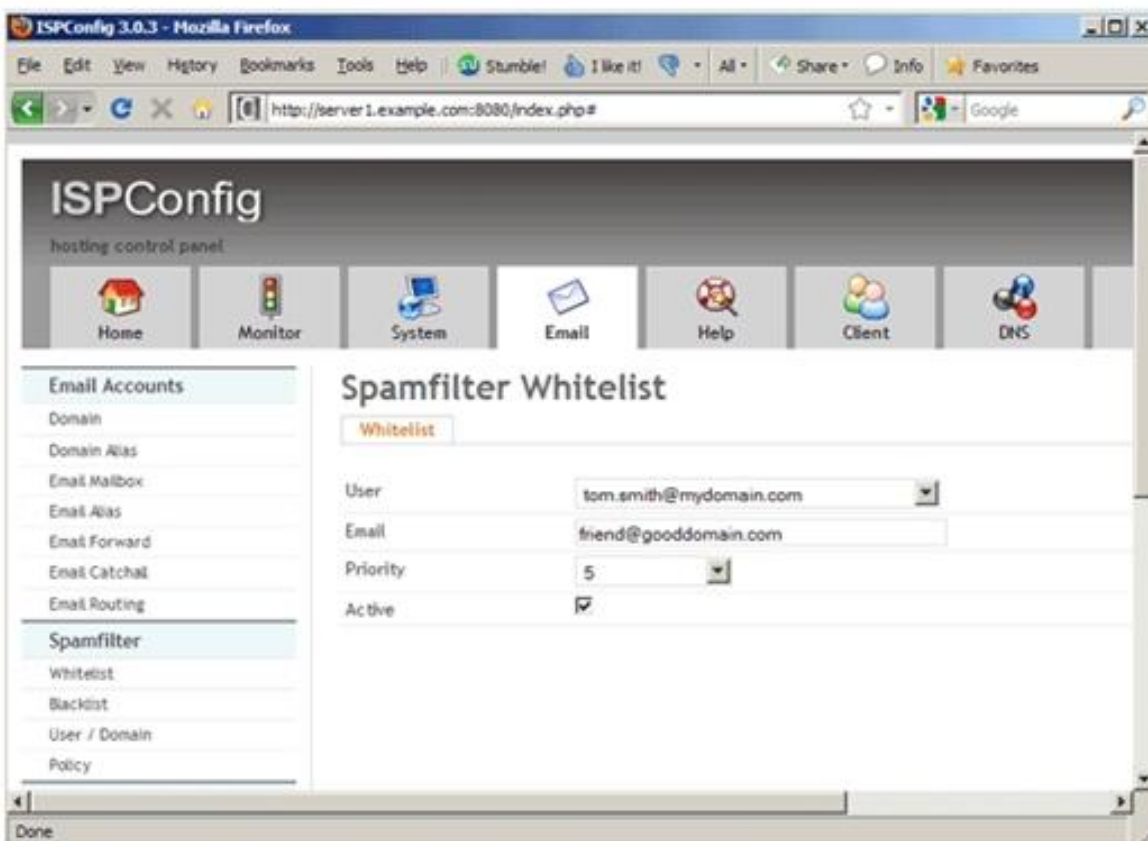 ISPConfig 3.0.3 - Mozilla Firefox
File Edit View History Bookmarks Tools Help Stumble! I like it! All Share Info Favorites
http://server1.example.com:8080/index.php# Google
ISPConfig
hosting control panel
Home Monitor System Email Help Client DNS
Email Accounts
Domain
Domain Alias
Email Mailbox
Email Alias
Email Forward
Email Catchall
Email Routing
Spamfilter
Whitelist
Blacklist
User / Domain
Policy
Spamfilter Whitelist
Whitelist
User tom.smith@mydomain.com
Email friend@gooddomain.com
Priority 5
Active
Done